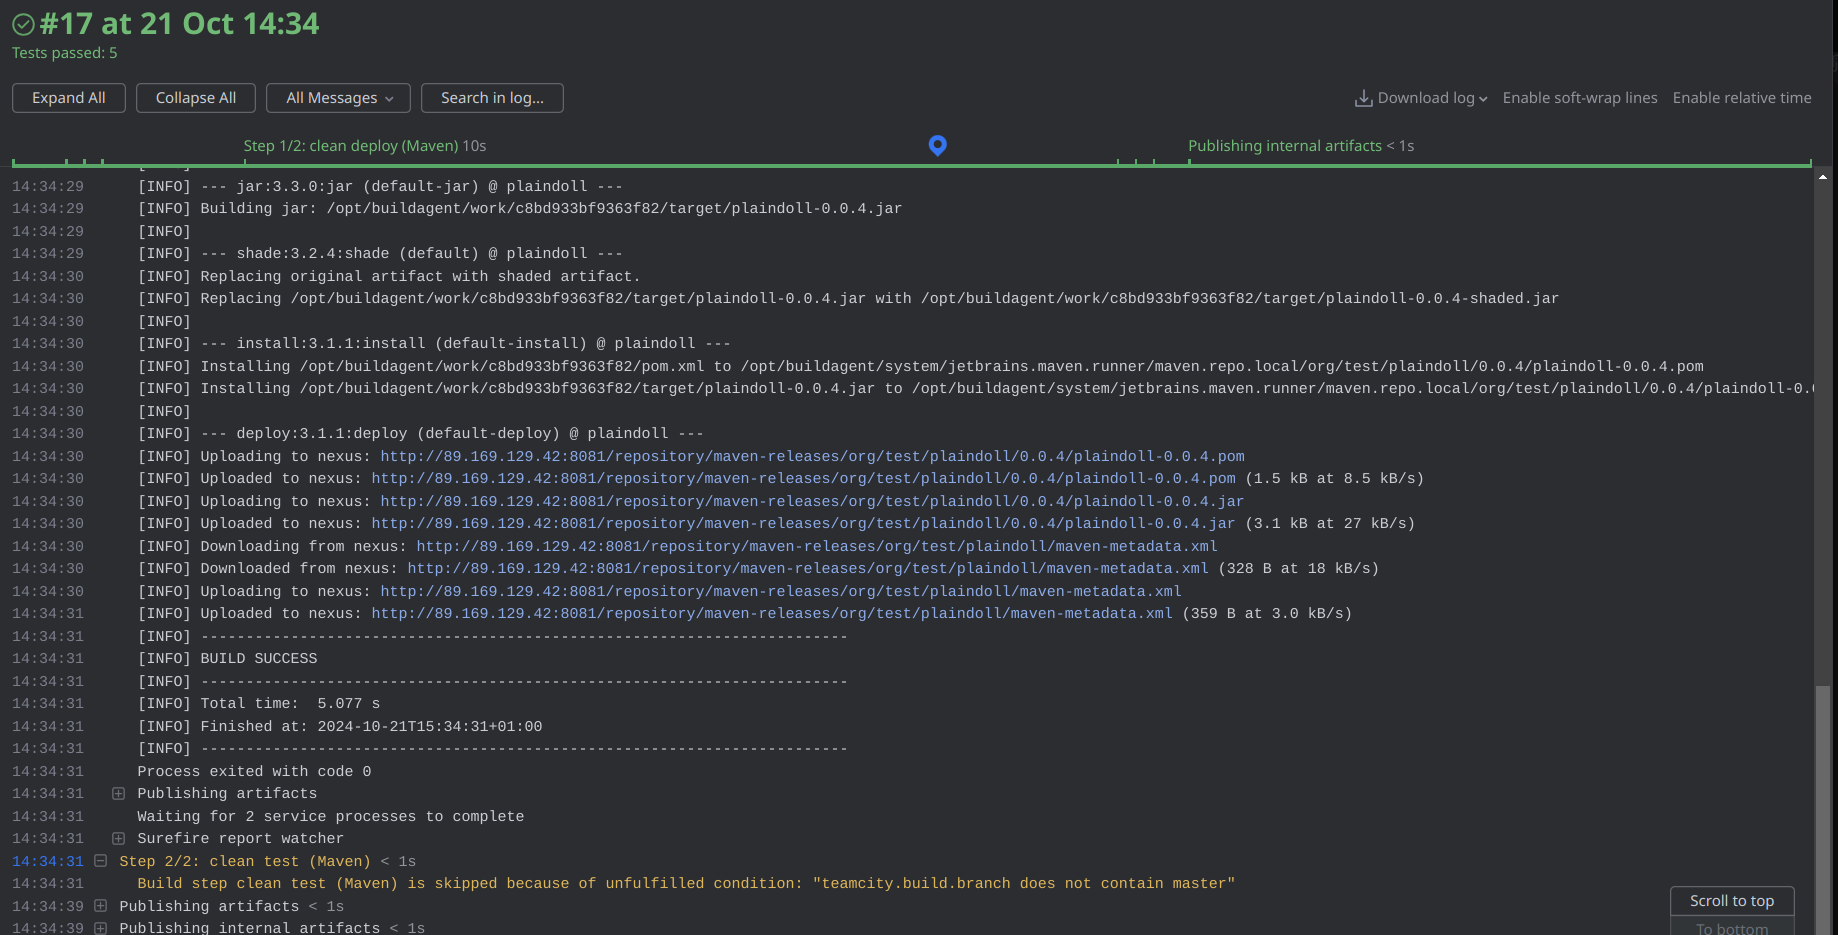 #17 at 21 Oct 14:34
Tests passed: 5
Expand All Collapse All All Messages Search in log... Download log Enable soft-wrap lines Enable relative time
Step 1/2: clean deploy (Maven) 10s Publishing internal artifacts < 1s
14:34:29 [INFO] --- jar:3.3.0:jar (default-jar) @ plaindoll ---
14:34:29 [INFO] Building jar: /opt/buildagent/work/c8bd933bf9363f82/target/plaindoll-0.0.4.jar
14:34:29 [INFO]
14:34:29 [INFO] --- shade:3.2.4:shade (default) @ plaindoll ---
14:34:30 [INFO] Replacing original artifact with shaded artifact.
14:34:30 [INFO] Replacing /opt/buildagent/work/c8bd933bf9363f82/target/plaindoll-0.0.4.jar with /opt/buildagent/work/c8bd933bf9363f82/target/plaindoll-0.0.4-shaded.jar
14:34:30 [INFO]
14:34:30 [INFO] --- install:3.1.1:install (default-install) @ plaindoll ---
14:34:30 [INFO] Installing /opt/buildagent/work/c8bd933bf9363f82/pom.xml to /opt/buildagent/system/jetbrains.maven.runner/maven.repo.local/org/test/plaindoll/0.0.4/plaindoll-0.0.4.pom
14:34:30 [INFO] Installing /opt/buildagent/work/c8bd933bf9363f82/target/plaindoll-0.0.4.jar to /opt/buildagent/system/jetbrains.maven.runner/maven.repo.local/org/test/plaindoll/0.0.4/plaindoll-0.
14:34:30 [INFO]
14:34:30 [INFO] --- deploy:3.1.1:deploy (default-deploy) @ plaindoll ---
14:34:30 [INFO] Uploading to nexus: http://89.169.129.42:8081/repository/maven-releases/org/test/plaindoll/0.0.4/plaindoll-0.0.4.pom
14:34:30 [INFO] Uploaded to nexus: http://89.169.129.42:8081/repository/maven-releases/org/test/plaindoll/0.0.4/plaindoll-0.0.4.pom (1.5 kB at 8.5 kB/s)
14:34:30 [INFO] Uploading to nexus: http://89.169.129.42:8081/repository/maven-releases/org/test/plaindoll/0.0.4/plaindoll-0.0.4.jar
14:34:30 [INFO] Uploaded to nexus: http://89.169.129.42:8081/repository/maven-releases/org/test/plaindoll/0.0.4/plaindoll-0.0.4.jar (3.1 kB at 27 kB/s)
14:34:30 [INFO] Downloading from nexus: http://89.169.129.42:8081/repository/maven-releases/org/test/plaindoll/maven-metadata.xml
14:34:30 [INFO] Downloaded from nexus: http://89.169.129.42:8081/repository/maven-releases/org/test/plaindoll/maven-metadata.xml (328 B at 18 kB/s)
14:34:30 [INFO] Uploading to nexus: http://89.169.129.42:8081/repository/maven-releases/org/test/plaindoll/maven-metadata.xml
14:34:31 [INFO] Uploaded to nexus: http://89.169.129.42:8081/repository/maven-releases/org/test/plaindoll/maven-metadata.xml (359 B at 3.0 kB/s)
14:34:31 [INFO] ------------------------------------------------------------------------
14:34:31 [INFO] BUILD SUCCESS
14:34:31 [INFO] ------------------------------------------------------------------------
14:34:31 [INFO] Total time:  5.077 s
14:34:31 [INFO] Finished at: 2024-10-21T15:34:31+01:00
14:34:31 [INFO] ------------------------------------------------------------------------
14:34:31 Process exited with code 0
14:34:31 Publishing artifacts
14:34:31 Waiting for 2 service processes to complete
14:34:31 Surefire report watcher
14:34:31 Step 2/2: clean test (Maven) < 1s
14:34:31 Build step clean test (Maven) is skipped because of unfulfilled condition: "teamcity.build.branch does not contain master"
14:34:39 Publishing artifacts < 1s
Scroll to top
14:34:39 Publishing internal artifacts < 1s
To bottom